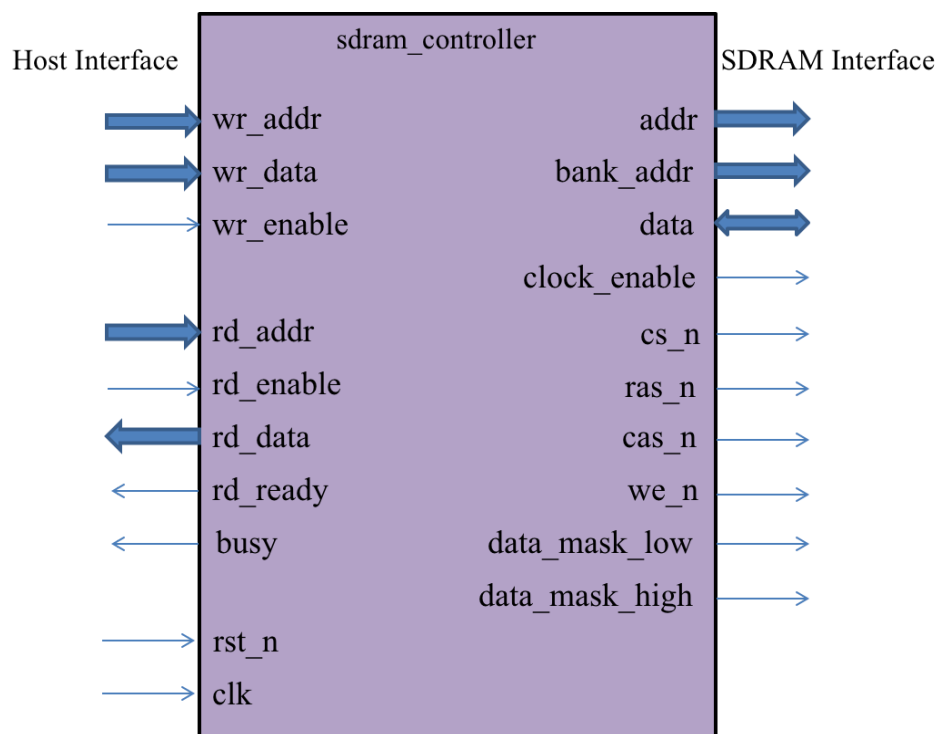 sdram_controller
Host Interface
SDRAM Interface
wr_addr
wr_data
wr_enable
rd_addr
rd_enable
rd_data
rd_ready
busy
rst_n
clk
addr
bank_addr
data
clock_enable
cs_n
ras_n
cas_n
we_n
data_mask_low
data_mask_high